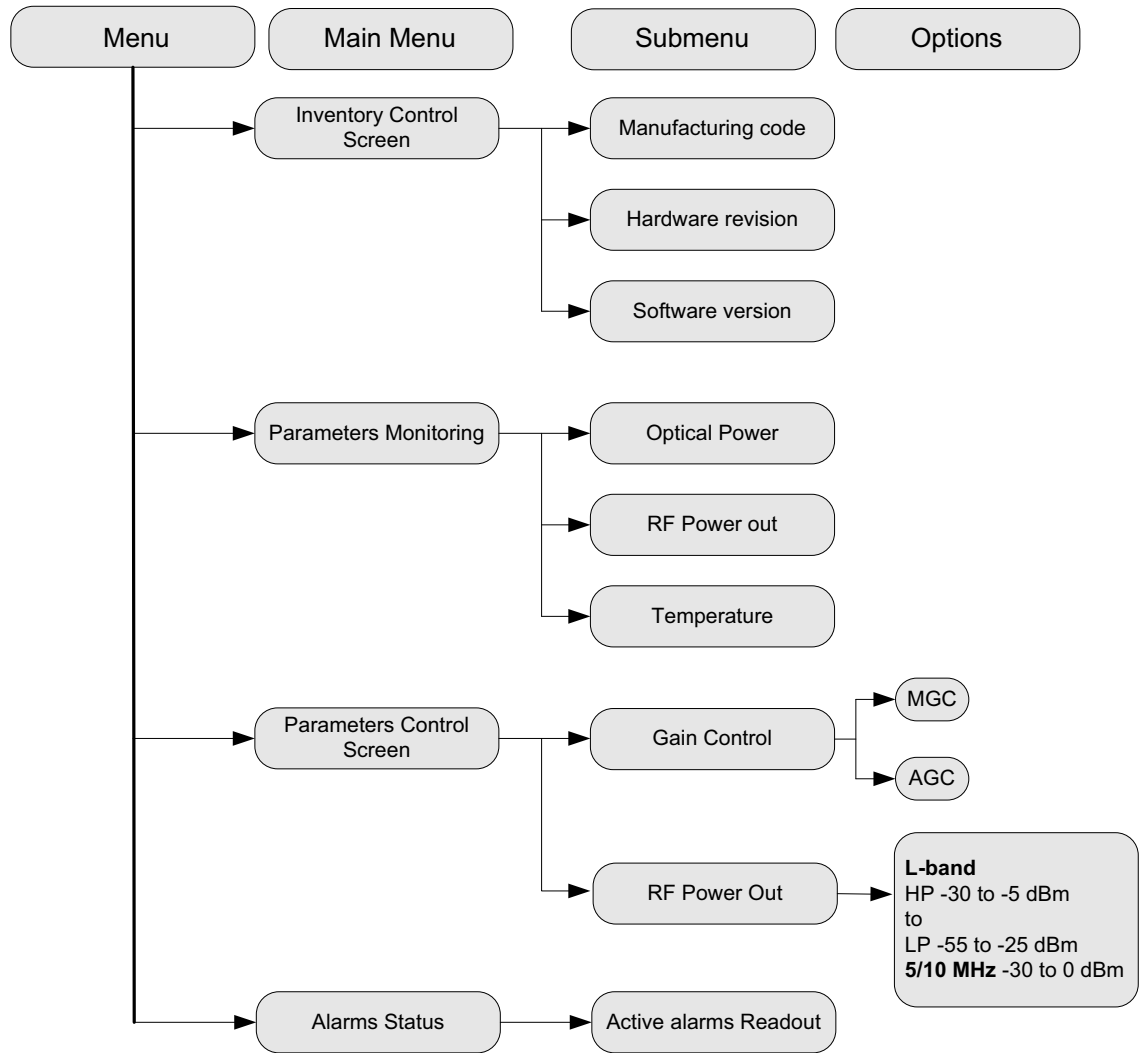 Menu
Main Menu
Submenu
Options
Inventory Control
Screen
Manufacturing code
Hardware revision
Software version
Parameters Monitoring
Optical Power
RF Power out
Temperature
Parameters Control
Screen
Gain Control
MGC
AGC
RF Power Out
L-band
HP -30 to -5 dBm
to
LP -55 to -25 dBm
5/10 MHz -30 to 0 dBm
Alarms Status
Active alarms Readout